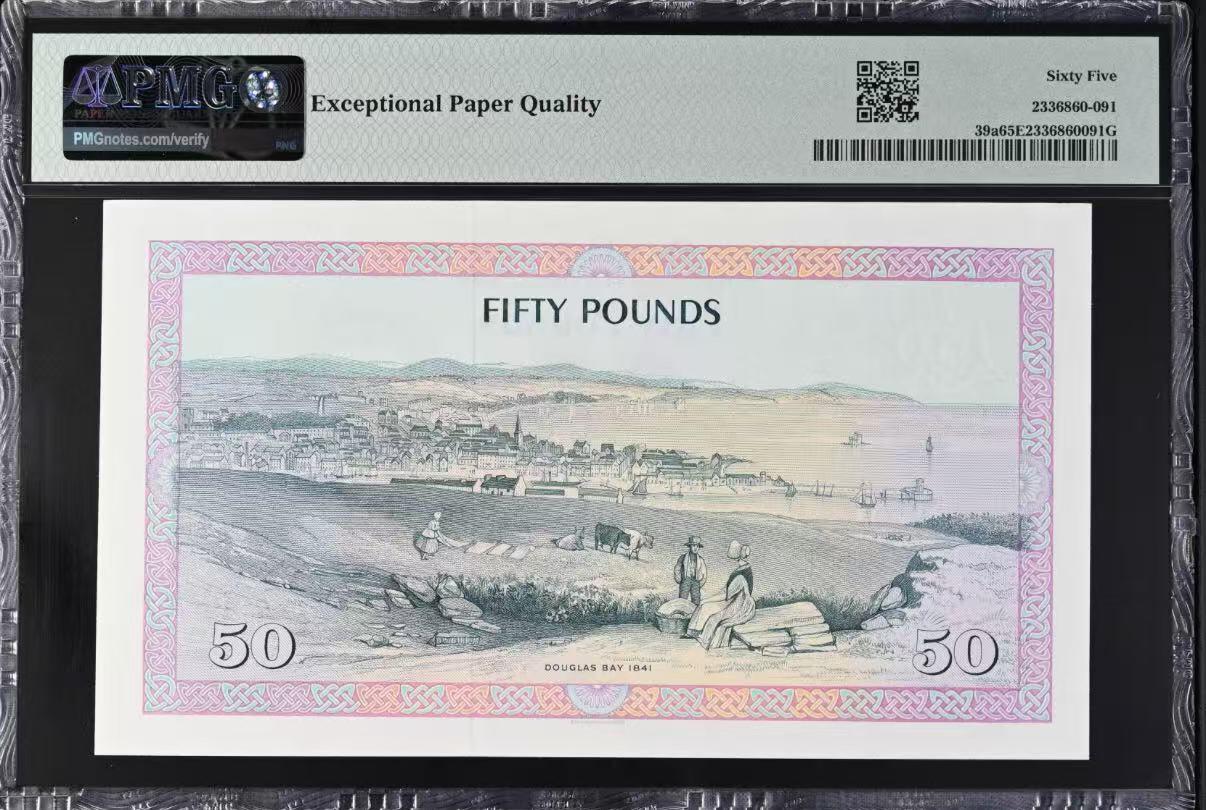 PMG
PMGnotes.com/verify
Exceptional Paper Quality
Sixty Five
2336860-091
39a65E2336860091G
FIFTY POUNDS
50
DOUGLAS BAY 1841
50